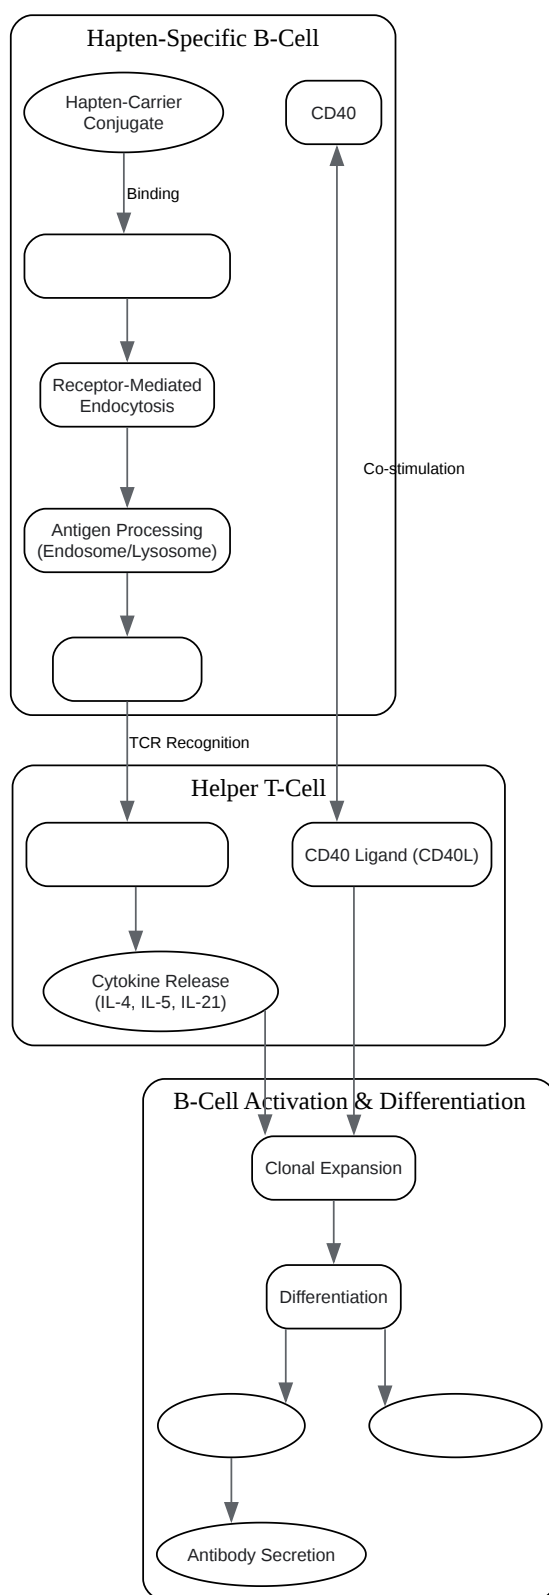 Hapten-Specific B-Cell
Hapten-Carrier
Conjugate
CD40
Binding
Receptor-Mediated
Endocytosis
Co-stimulation
Antigen Processing
(Endosome/Lysosome)
TCR Recognition
Helper T-Cell
CD40 Ligand (CD40L)
Cytokine Release
(IL-4, IL-5, IL-21)
B-Cell Activation & Differentiation
Clonal Expansion
Differentiation
Antibody Secretion